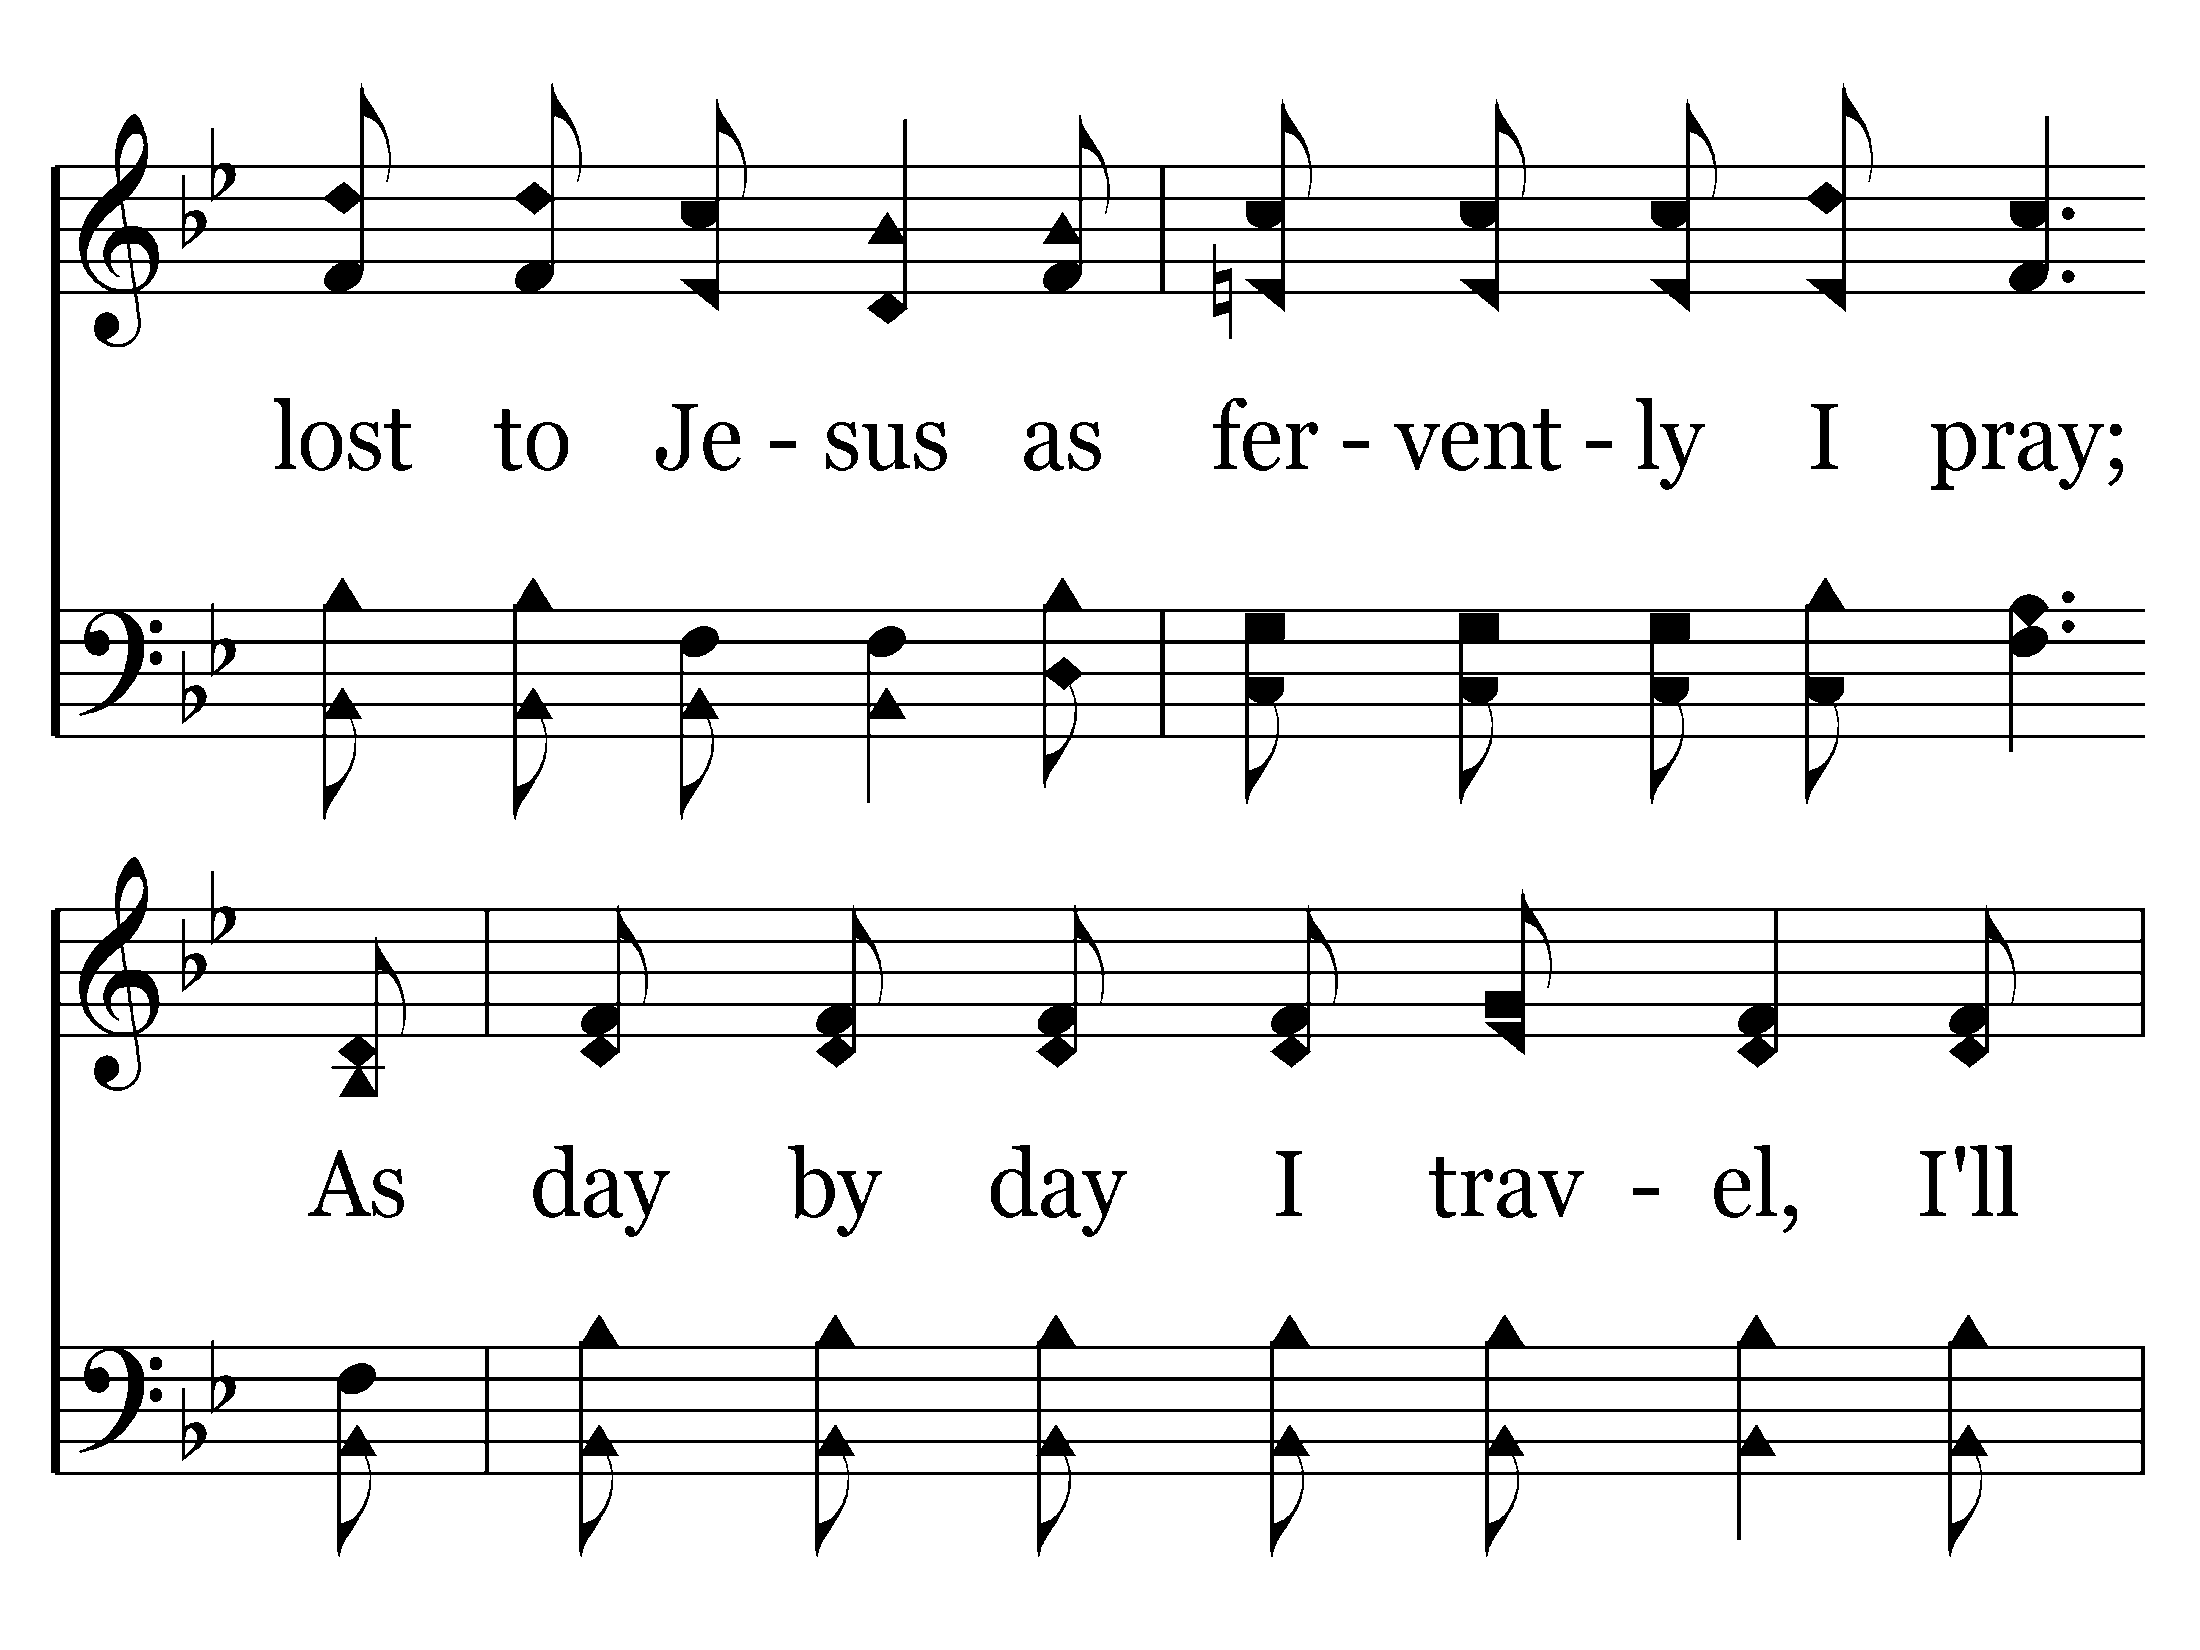 lost to Je - sus as fer - vent - ly I pray;
As day by day I trav - el, I'll